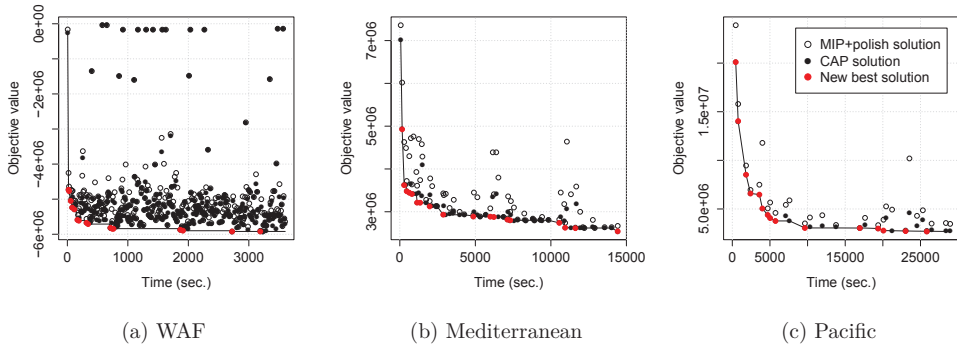 0e+00
−2e+06
−4e+06
−6e+06
Objective value
0
1000
2000
3000
Time (sec.)
(a) WAF
7e+06
5e+06
3e+06
Objective value
0
5000
10000
15000
Time (sec.)
(b) Mediterranean
1.5e+07
5.0e+06
Objective value
MIP+polish solution
CAP solution
New best solution
0
5000
15000
25000
Time (sec.)
(c) Pacific